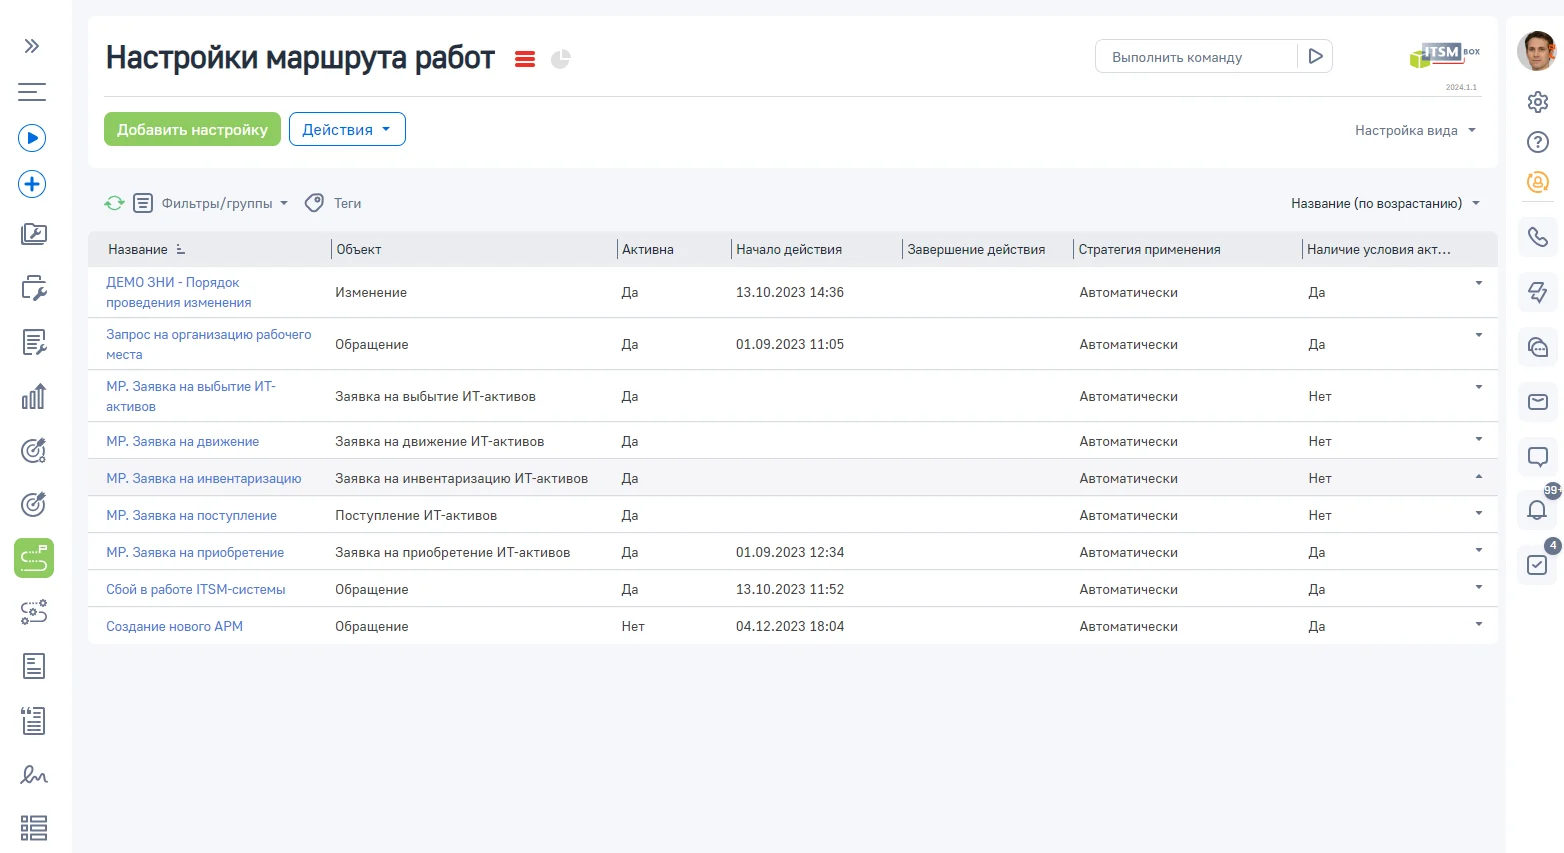 Настройки маршрута работ
Выполнить команду
ITSM BOX
2024.1.1
Добавить настройку
Действия
Настройка вида
Фильтры/группы
Теги
Название (по возрастанию)
Название Объект Активна Начало действия Завершение действия Стратегия применения Наличие условия акт...
ДЕМО ЗНИ - Порядок
проведения изменения
Изменение Да 13.10.2023 14:36 Автоматически Да
Запрос на организацию рабочего
места
Обращение Да 01.09.2023 11:05 Автоматически Да
МР. Заявка на выбытие ИТ-
активов
Заявка на выбытие ИТ-активов Да Автоматически Нет
МР. Заявка на движение Заявка на движение ИТ-активов Да Автоматически Нет
МР. Заявка на инвентаризацию Заявка на инвентаризацию ИТ-активов Да Автоматически Нет
МР. Заявка на поступление Поступление ИТ-активов Да Автоматически Нет
МР. Заявка на приобретение Заявка на приобретение ИТ-активов Да 01.09.2023 12:34 Автоматически Да
Сбой в работе ITSM-системы Обращение Да 13.10.2023 11:52 Автоматически Да
Создание нового АРМ Обращение Нет 04.12.2023 18:04 Автоматически Да
99+
4